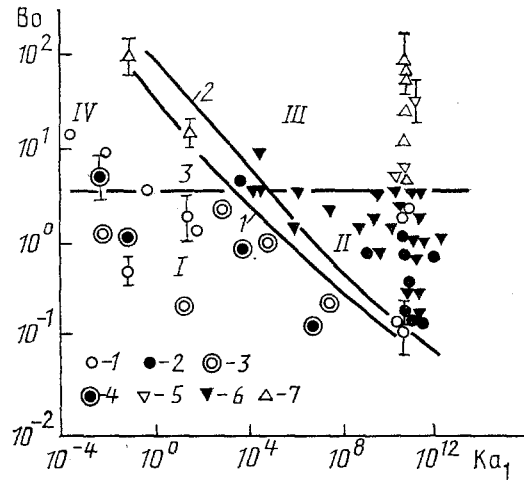 Bo
10²
IV
2
III
10¹
3
10⁰
1
II
I
10⁻¹
○-1 ●-2 ◎-3
-4 ▽-5 ▼-6 △-7
10⁻²
10⁻⁴ 10⁰ 10⁴ 10⁸ 10¹² Ka₁